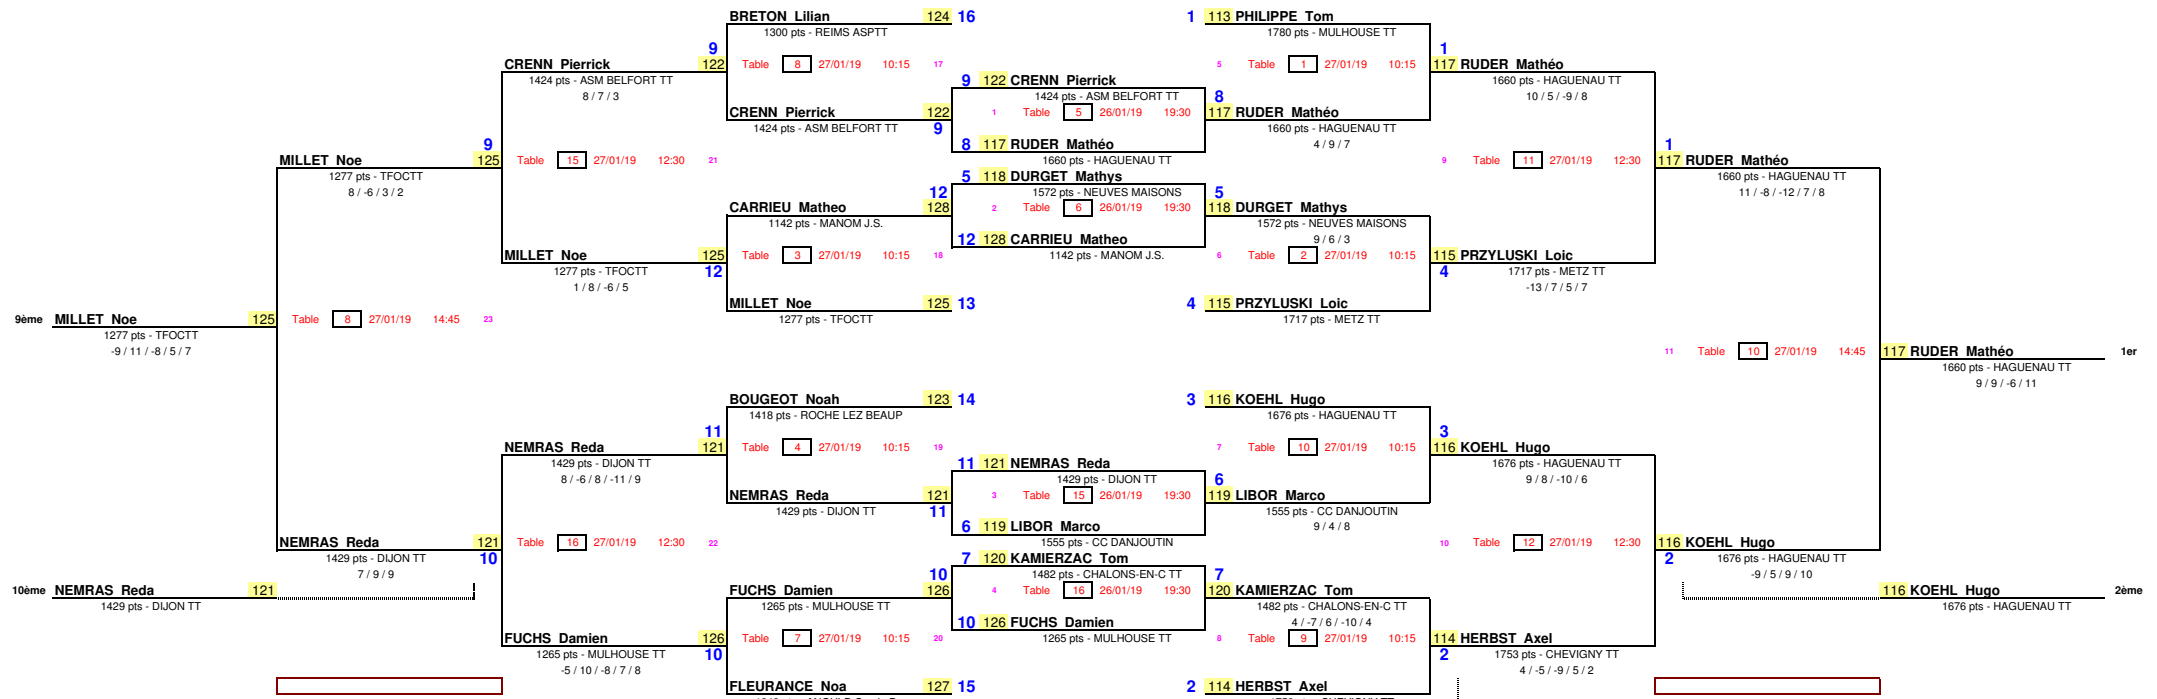 BRETON Lilian 124 16
1300 pts - REIMS ASPTT
1 113 PHILIPPE Tom
1780 pts - MULHOUSE TT
9
CRENN Pierrick 122
1424 pts - ASM BELFORT TT
8 / 7 / 3
Table 8 27/01/19 10:15 17
5 Table 1 27/01/19 10:15
1
117 RUDER Mathéo
1660 pts - HAGUENAU TT
10 / 5 / -9 / 8
9 122 CRENN Pierrick
1424 pts - ASM BELFORT TT
CRENN Pierrick 122
1424 pts - ASM BELFORT TT
9
1 Table 5 26/01/19 19:30
8
117 RUDER Mathéo
1660 pts - HAGUENAU TT
4 / 9 / 7
8 117 RUDER Mathéo
1660 pts - HAGUENAU TT
9
MILLET Noe 125
1277 pts - TFOCTT
8 / -6 / 3 / 2
Table 15 27/01/19 12:30 21
9 Table 11 27/01/19 12:30
1
117 RUDER Mathéo
1660 pts - HAGUENAU TT
11 / -8 / -12 / 7 / 8
5 118 DURGET Mathys
1572 pts - NEUVES MAISONS
12
CARRIEU Matheo 128
1142 pts - MANOM J.S.
2 Table 6 26/01/19 19:30
5
118 DURGET Mathys
1572 pts - NEUVES MAISONS
9 / 6 / 3
12 128 CARRIEU Matheo
1142 pts - MANOM J.S.
MILLET Noe 125
12
1277 pts - TFOCTT
1 / 8 / -6 / 5
Table 3 27/01/19 10:15 18
6 Table 2 27/01/19 10:15
115 PRZYLUSKI Loic
4
1717 pts - METZ TT
-13 / 7 / 5 / 7
MILLET Noe 125 13
1277 pts - TFOCTT
4 115 PRZYLUSKI Loic
1717 pts - METZ TT
9ème MILLET Noe 125
1277 pts - TFOCTT
-9 / 11 / -8 / 5 / 7
Table 8 27/01/19 14:45 23
11 Table 10 27/01/19 14:45
117 RUDER Mathéo 1er
1660 pts - HAGUENAU TT
9 / 9 / -6 / 11
BOUGEOT Noah 123 14
1418 pts - ROCHE LEZ BEAUP
3 116 KOEHL Hugo
1676 pts - HAGUENAU TT
11
NEMRAS Reda 121
1429 pts - DIJON TT
8 / -6 / 8 / -11 / 9
Table 4 27/01/19 10:15 19
7 Table 10 27/01/19 10:15
3
116 KOEHL Hugo
1676 pts - HAGUENAU TT
9 / 8 / -10 / 6
11 121 NEMRAS Reda
1429 pts - DIJON TT
NEMRAS Reda 121
11
1429 pts - DIJON TT
3 Table 15 26/01/19 19:30
6
119 LIBOR Marco
1555 pts - CC DANJOUTIN
9 / 4 / 8
6 119 LIBOR Marco
1555 pts - CC DANJOUTIN
NEMRAS Reda 121
10
1429 pts - DIJON TT
7 / 9 / 9
Table 16 27/01/19 12:30 22
10 Table 12 27/01/19 12:30
116 KOEHL Hugo
2
1676 pts - HAGUENAU TT
-9 / 5 / 9 / 10
7 120 KAMIERZAC Tom
1482 pts - CHALONS-EN-C TT
10ème NEMRAS Reda 121
1429 pts - DIJON TT
10
FUCHS Damien 126
1265 pts - MULHOUSE TT
4 Table 16 26/01/19 19:30
7
120 KAMIERZAC Tom
1482 pts - CHALONS-EN-C TT
4 / -7 / 6 / -10 / 4
116 KOEHL Hugo 2ème
1676 pts - HAGUENAU TT
10 126 FUCHS Damien
1265 pts - MULHOUSE TT
FUCHS Damien 126
10
1265 pts - MULHOUSE TT
-5 / 10 / -8 / 7 / 8
Table 7 27/01/19 10:15 20
8 Table 9 27/01/19 10:15
114 HERBST Axel
2
1753 pts - CHEVIGNY TT
4 / -5 / -9 / 5 / 2
FLEURANCE Noa 127 15
2 114 HERBST Axel